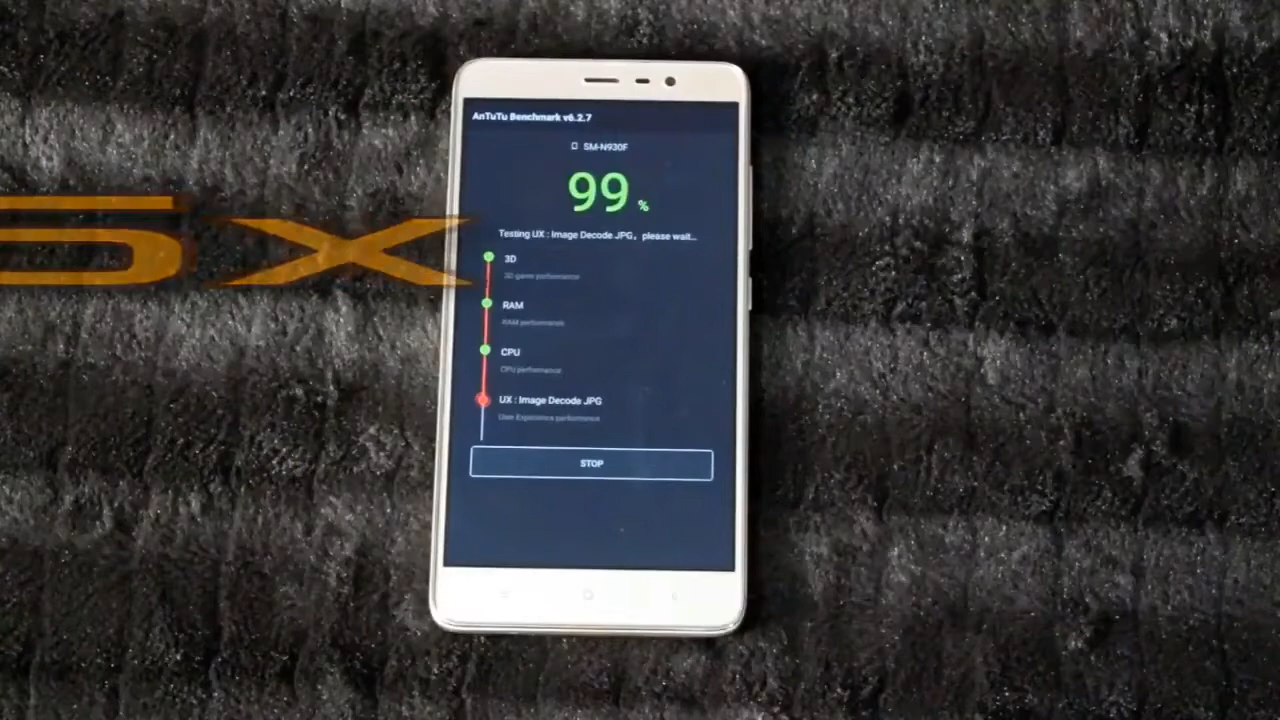 AnTuTu Benchmark v6.2.7
SM-N930F
99 %
Testing UX : Image Decode JPG, please wait...
5X
3D
3D game performance
RAM
RAM performance
CPU
CPU performance
UX : Image Decode JPG
User Experience performance
STOP